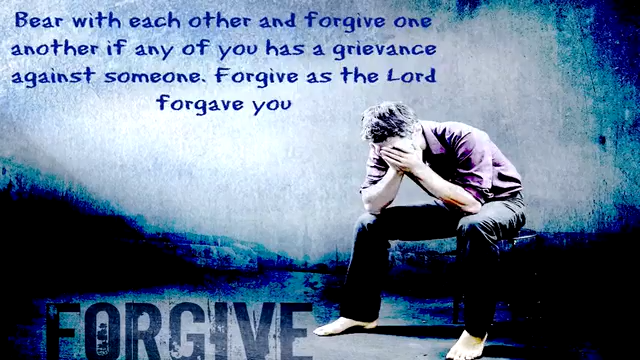 Bear with each other and forgive one
another if any of you has a grievance
against someone. Forgive as the Lord
forgave you
FORGIVE